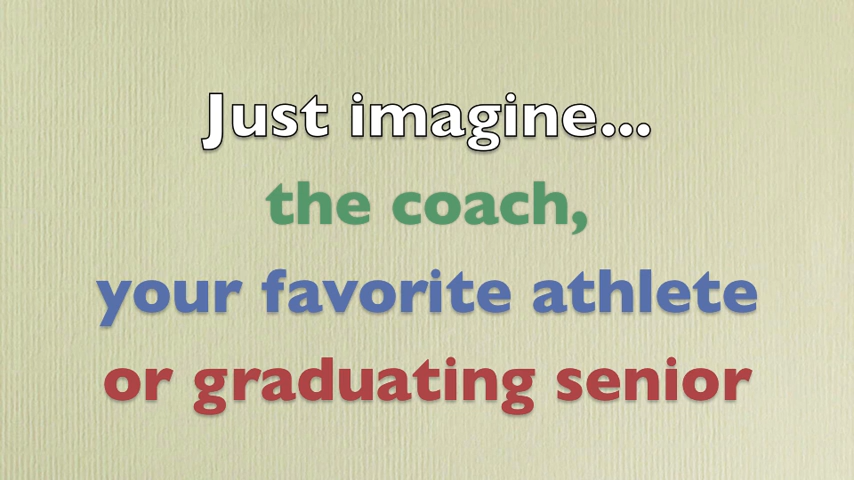 Just imagine...
the coach,
your favorite athlete
or graduating senior